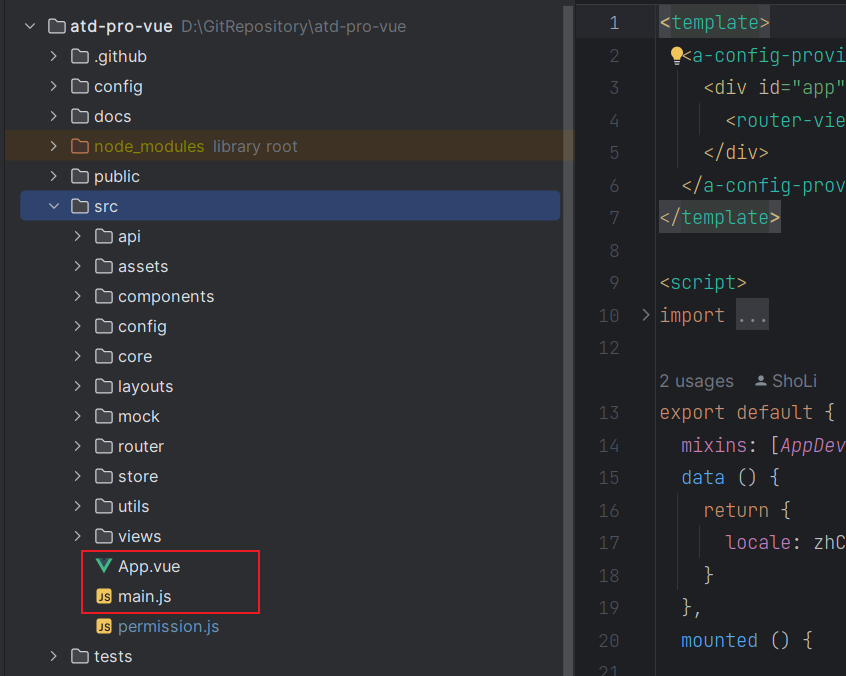 atd-pro-vue D:\GitRepository\atd-pro-vue
.github
config
docs
node_modules library root
public
src
api
assets
components
config
core
layouts
mock
router
store
utils
views
App.vue
JS main.js
JS permission.js
tests
1 <template>
2 <a-config-provi
3 <div id="app"
4 <router-vie
5 </div>
6 </a-config-prov
7 </template>
8
9 <script>
10 import ...
12
2 usages ShoLi
13 export default {
14 mixins: [AppDev
15 data () {
16 return {
17 locale: zhC
18 }
19 },
20 mounted () {
21